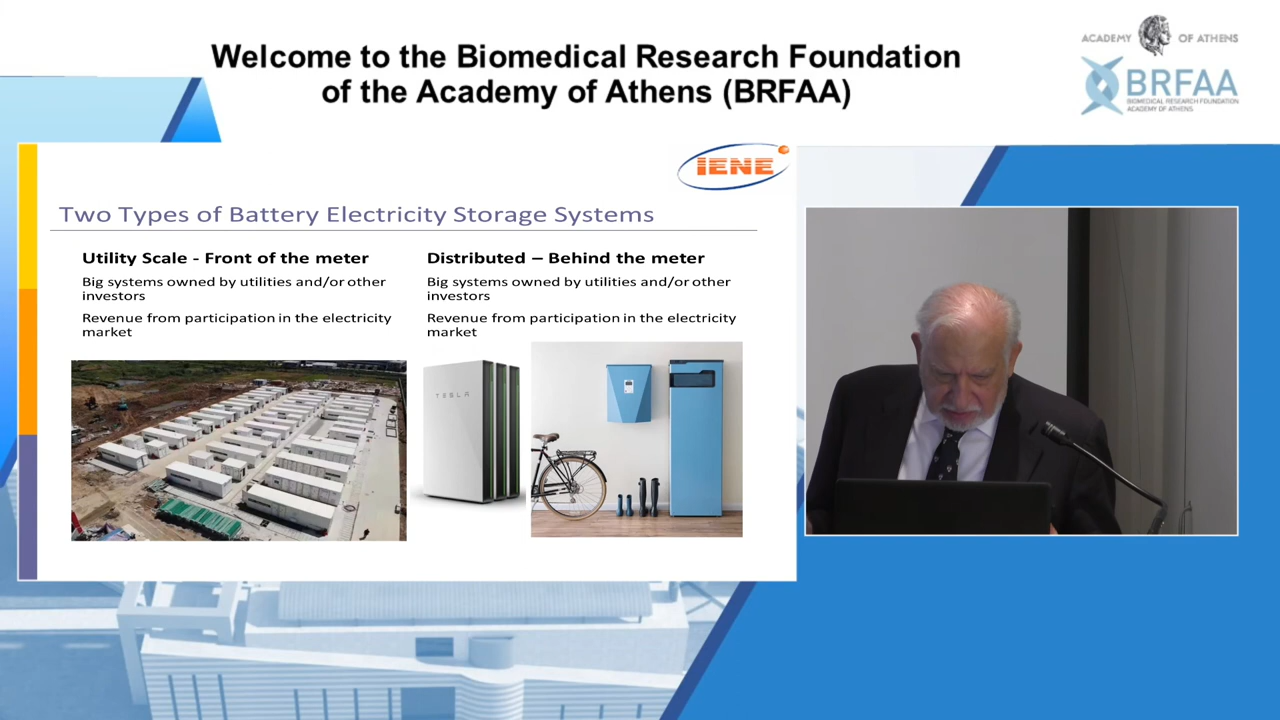 Welcome to the Biomedical Research Foundation
of the Academy of Athens (BRFAA)
ACADEMY OF ATHENS
BRFAA
BIOMEDICAL RESEARCH FOUNDATION
ACADEMY OF ATHENS
IENE
Two Types of Battery Electricity Storage Systems
Utility Scale - Front of the meter
Big systems owned by utilities and/or other
investors
Revenue from participation in the electricity
market
Distributed – Behind the meter
Big systems owned by utilities and/or other
investors
Revenue from participation in the electricity
market
TESLA